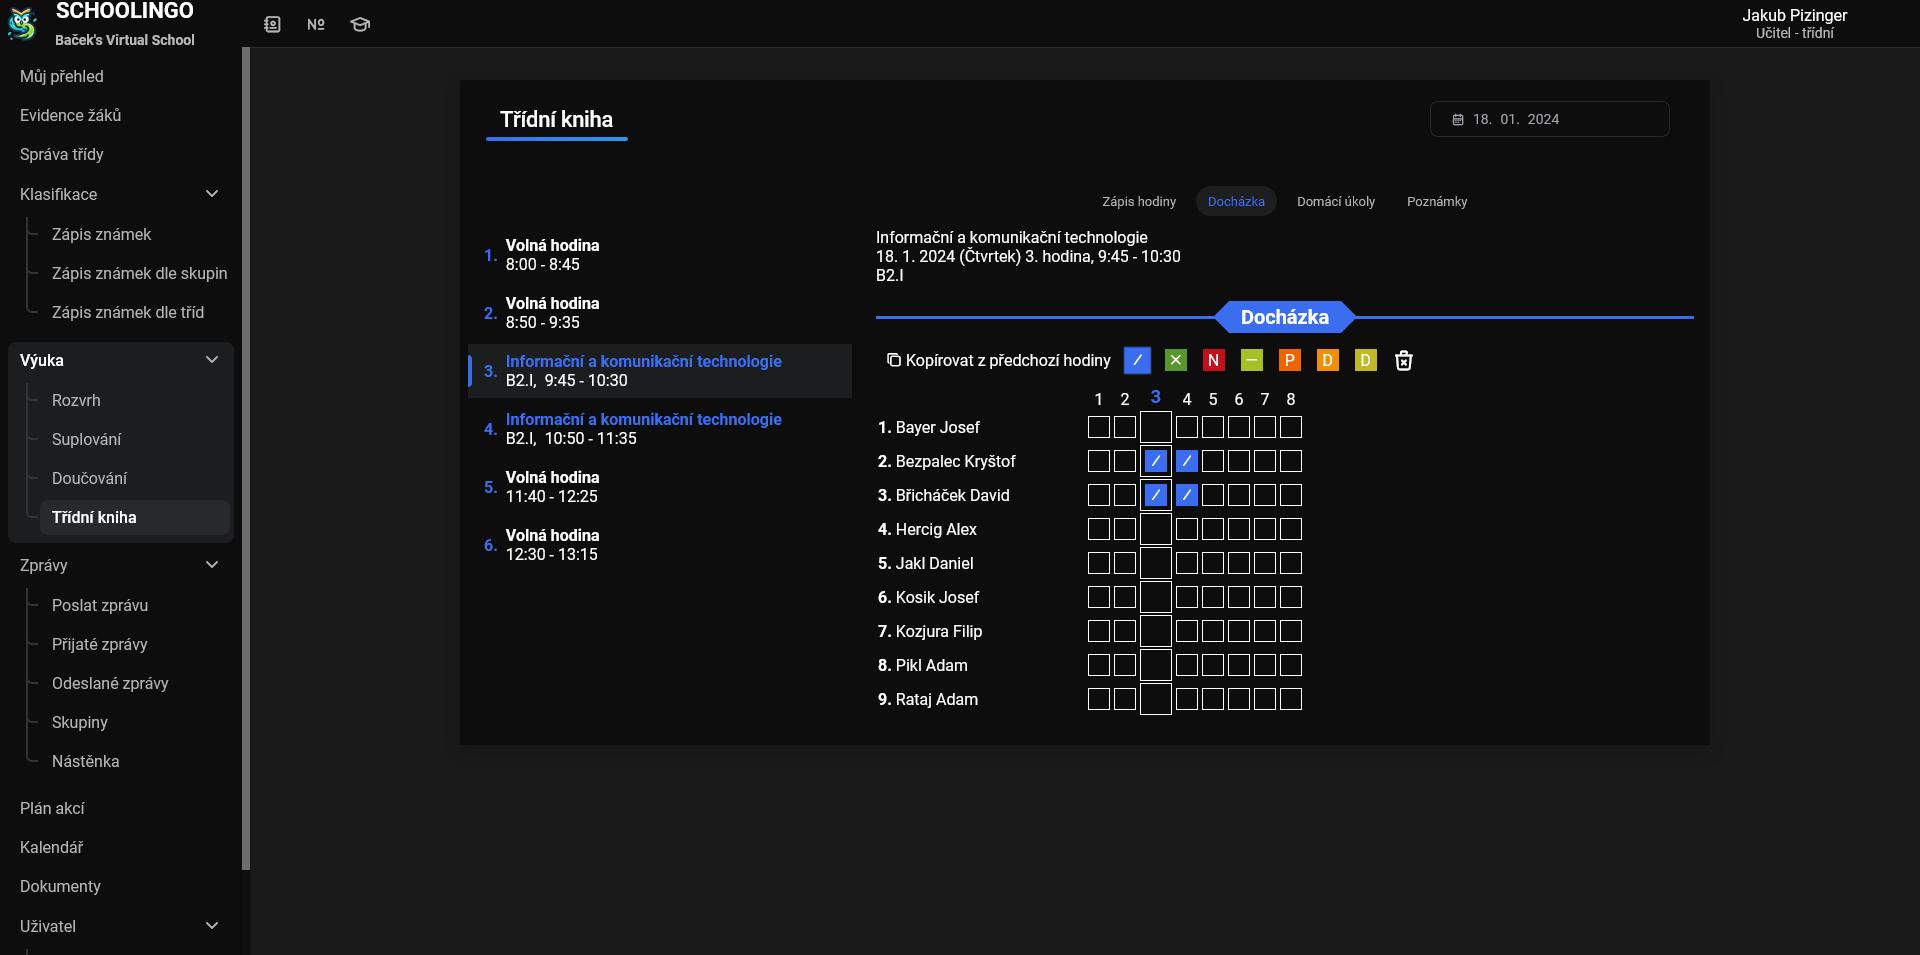 SCHOOLINGO
Baček's Virtual School
Nº
Jakub Pizinger
Učitel - třídní
Můj přehled
Evidence žáků
Správa třídy
Klasifikace
Zápis známek
Zápis známek dle skupin
Zápis známek dle tříd
Výuka
Rozvrh
Suplování
Doučování
Třídní kniha
Zprávy
Poslat zprávu
Přijaté zprávy
Odeslané zprávy
Skupiny
Nástěnka
Plán akcí
Kalendář
Dokumenty
Uživatel
Třídní kniha
18. 01. 2024
1. Volná hodina
8:00 - 8:45
2. Volná hodina
8:50 - 9:35
3. Informační a komunikační technologie
B2.I, 9:45 - 10:30
4. Informační a komunikační technologie
B2.I, 10:50 - 11:35
5. Volná hodina
11:40 - 12:25
6. Volná hodina
12:30 - 13:15
Zápis hodiny Docházka Domácí úkoly Poznámky
Informační a komunikační technologie
18. 1. 2024 (Čtvrtek) 3. hodina, 9:45 - 10:30
B2.I
Docházka
Kopírovat z předchozí hodiny / × N – P D D
1 2 3 4 5 6 7 8
1. Bayer Josef
2. Bezpalec Kryštof / /
3. Břicháček David / /
4. Hercig Alex
5. Jakl Daniel
6. Kosik Josef
7. Kozjura Filip
8. Pikl Adam
9. Rataj Adam